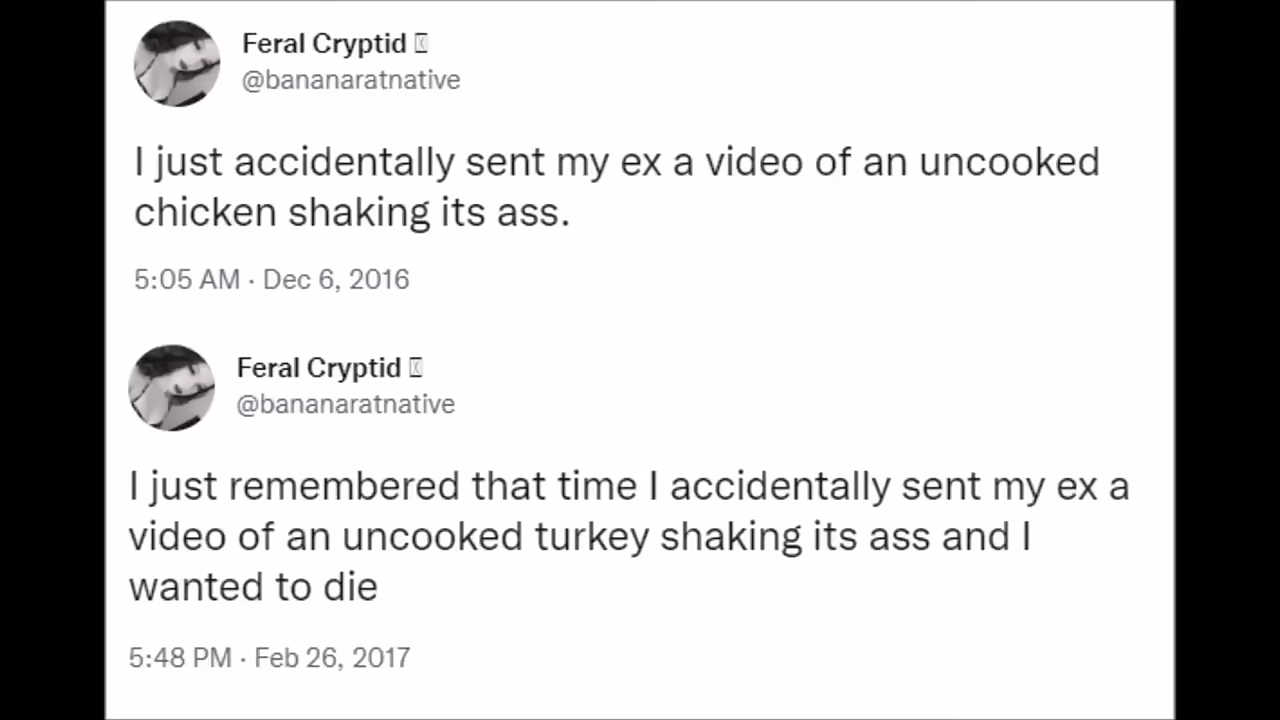 Feral Cryptid
@bananaratnative
I just accidentally sent my ex a video of an uncooked
chicken shaking its ass.
5:05 AM · Dec 6, 2016
Feral Cryptid
@bananaratnative
I just remembered that time I accidentally sent my ex a
video of an uncooked turkey shaking its ass and I
wanted to die
5:48 PM · Feb 26, 2017